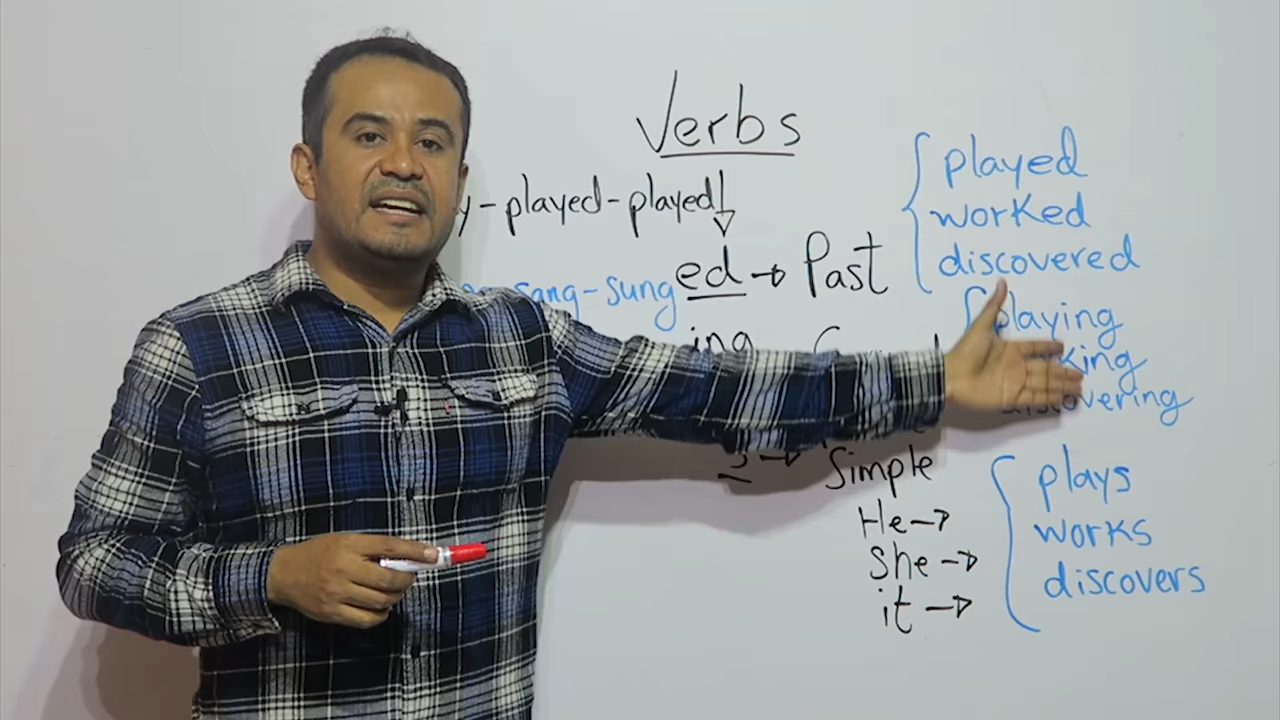 Verbs
y-played-played
sang-sung
ed → Past
ing
Simple
He →
She →
it →
played
worked
discovered
playing
king
discovering
plays
works
discovers